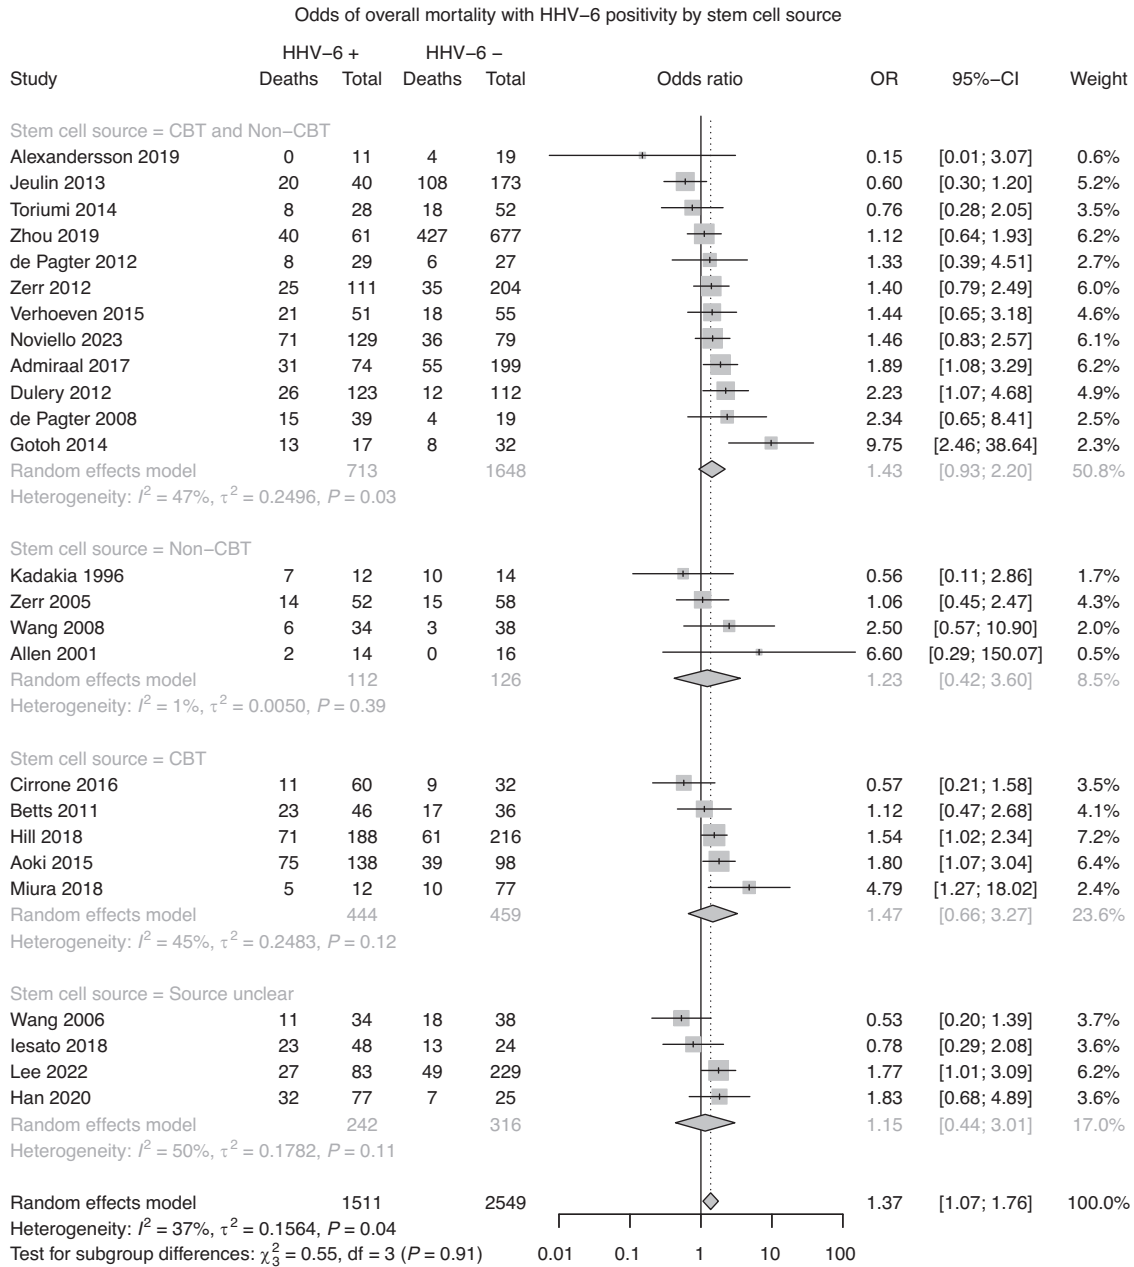 Odds of overall mortality with HHV−6 positivity by stem cell source
HHV−6 + HHV−6 −
Study Deaths Total Deaths Total Odds ratio OR 95%−CI Weight
Stem cell source = CBT and Non−CBT
Alexandersson 2019 0 11 4 19 0.15 [0.01; 3.07] 0.6%
Jeulin 2013 20 40 108 173 0.60 [0.30; 1.20] 5.2%
Toriumi 2014 8 28 18 52 0.76 [0.28; 2.05] 3.5%
Zhou 2019 40 61 427 677 1.12 [0.64; 1.93] 6.2%
de Pagter 2012 8 29 6 27 1.33 [0.39; 4.51] 2.7%
Zerr 2012 25 111 35 204 1.40 [0.79; 2.49] 6.0%
Verhoeven 2015 21 51 18 55 1.44 [0.65; 3.18] 4.6%
Noviello 2023 71 129 36 79 1.46 [0.83; 2.57] 6.1%
Admiraal 2017 31 74 55 199 1.89 [1.08; 3.29] 6.2%
Dulery 2012 26 123 12 112 2.23 [1.07; 4.68] 4.9%
de Pagter 2008 15 39 4 19 2.34 [0.65; 8.41] 2.5%
Gotoh 2014 13 17 8 32 9.75 [2.46; 38.64] 2.3%
Random effects model 713 1648 1.43 [0.93; 2.20] 50.8%
Heterogeneity: I² = 47%, τ² = 0.2496, P = 0.03
Stem cell source = Non−CBT
Kadakia 1996 7 12 10 14 0.56 [0.11; 2.86] 1.7%
Zerr 2005 14 52 15 58 1.06 [0.45; 2.47] 4.3%
Wang 2008 6 34 3 38 2.50 [0.57; 10.90] 2.0%
Allen 2001 2 14 0 16 6.60 [0.29; 150.07] 0.5%
Random effects model 112 126 1.23 [0.42; 3.60] 8.5%
Heterogeneity: I² = 1%, τ² = 0.0050, P = 0.39
Stem cell source = CBT
Cirrone 2016 11 60 9 32 0.57 [0.21; 1.58] 3.5%
Betts 2011 23 46 17 36 1.12 [0.47; 2.68] 4.1%
Hill 2018 71 188 61 216 1.54 [1.02; 2.34] 7.2%
Aoki 2015 75 138 39 98 1.80 [1.07; 3.04] 6.4%
Miura 2018 5 12 10 77 4.79 [1.27; 18.02] 2.4%
Random effects model 444 459 1.47 [0.66; 3.27] 23.6%
Heterogeneity: I² = 45%, τ² = 0.2483, P = 0.12
Stem cell source = Source unclear
Wang 2006 11 34 18 38 0.53 [0.20; 1.39] 3.7%
Iesato 2018 23 48 13 24 0.78 [0.29; 2.08] 3.6%
Lee 2022 27 83 49 229 1.77 [1.01; 3.09] 6.2%
Han 2020 32 77 7 25 1.83 [0.68; 4.89] 3.6%
Random effects model 242 316 1.15 [0.44; 3.01] 17.0%
Heterogeneity: I² = 50%, τ² = 0.1782, P = 0.11
Random effects model 1511 2549 1.37 [1.07; 1.76] 100.0%
Heterogeneity: I² = 37%, τ² = 0.1564, P = 0.04
Test for subgroup differences: χ²₃ = 0.55, df = 3 (P = 0.91) 0.01 0.1 1 10 100